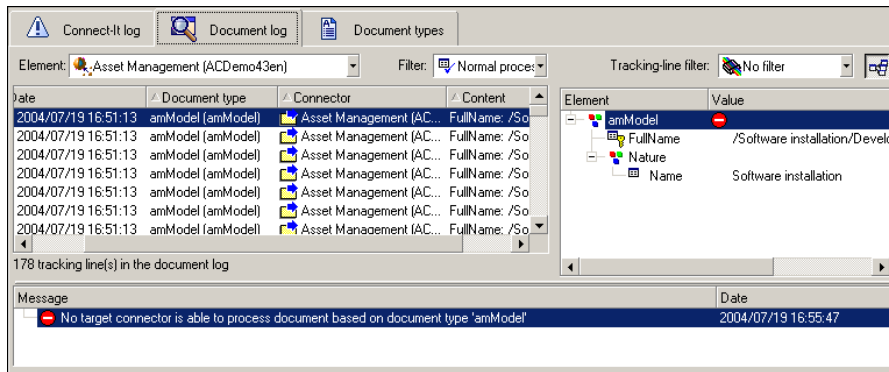 Connect-It log Document log Document types
Element: Asset Management (ACDemo43en) Filter: Normal proces Tracking-line filter: No filter
Date Document type Connector Content
2004/07/19 16:51:13 amModel (amModel) Asset Management (AC... FullName: /So
2004/07/19 16:51:13 amModel (amModel) Asset Management (AC... FullName: /So
2004/07/19 16:51:13 amModel (amModel) Asset Management (AC... FullName: /So
2004/07/19 16:51:13 amModel (amModel) Asset Management (AC... FullName: /So
2004/07/19 16:51:13 amModel (amModel) Asset Management (AC... FullName: /So
2004/07/19 16:51:13 amModel (amModel) Asset Management (AC... FullName: /So
2004/07/19 16:51:13 amModel (amModel) Asset Management (AC... FullName: /So
178 tracking line(s) in the document log
Element Value
amModel
FullName /Software installation/Develo
Nature
Name Software installation
Message Date
No target connector is able to process document based on document type 'amModel' 2004/07/19 16:55:47